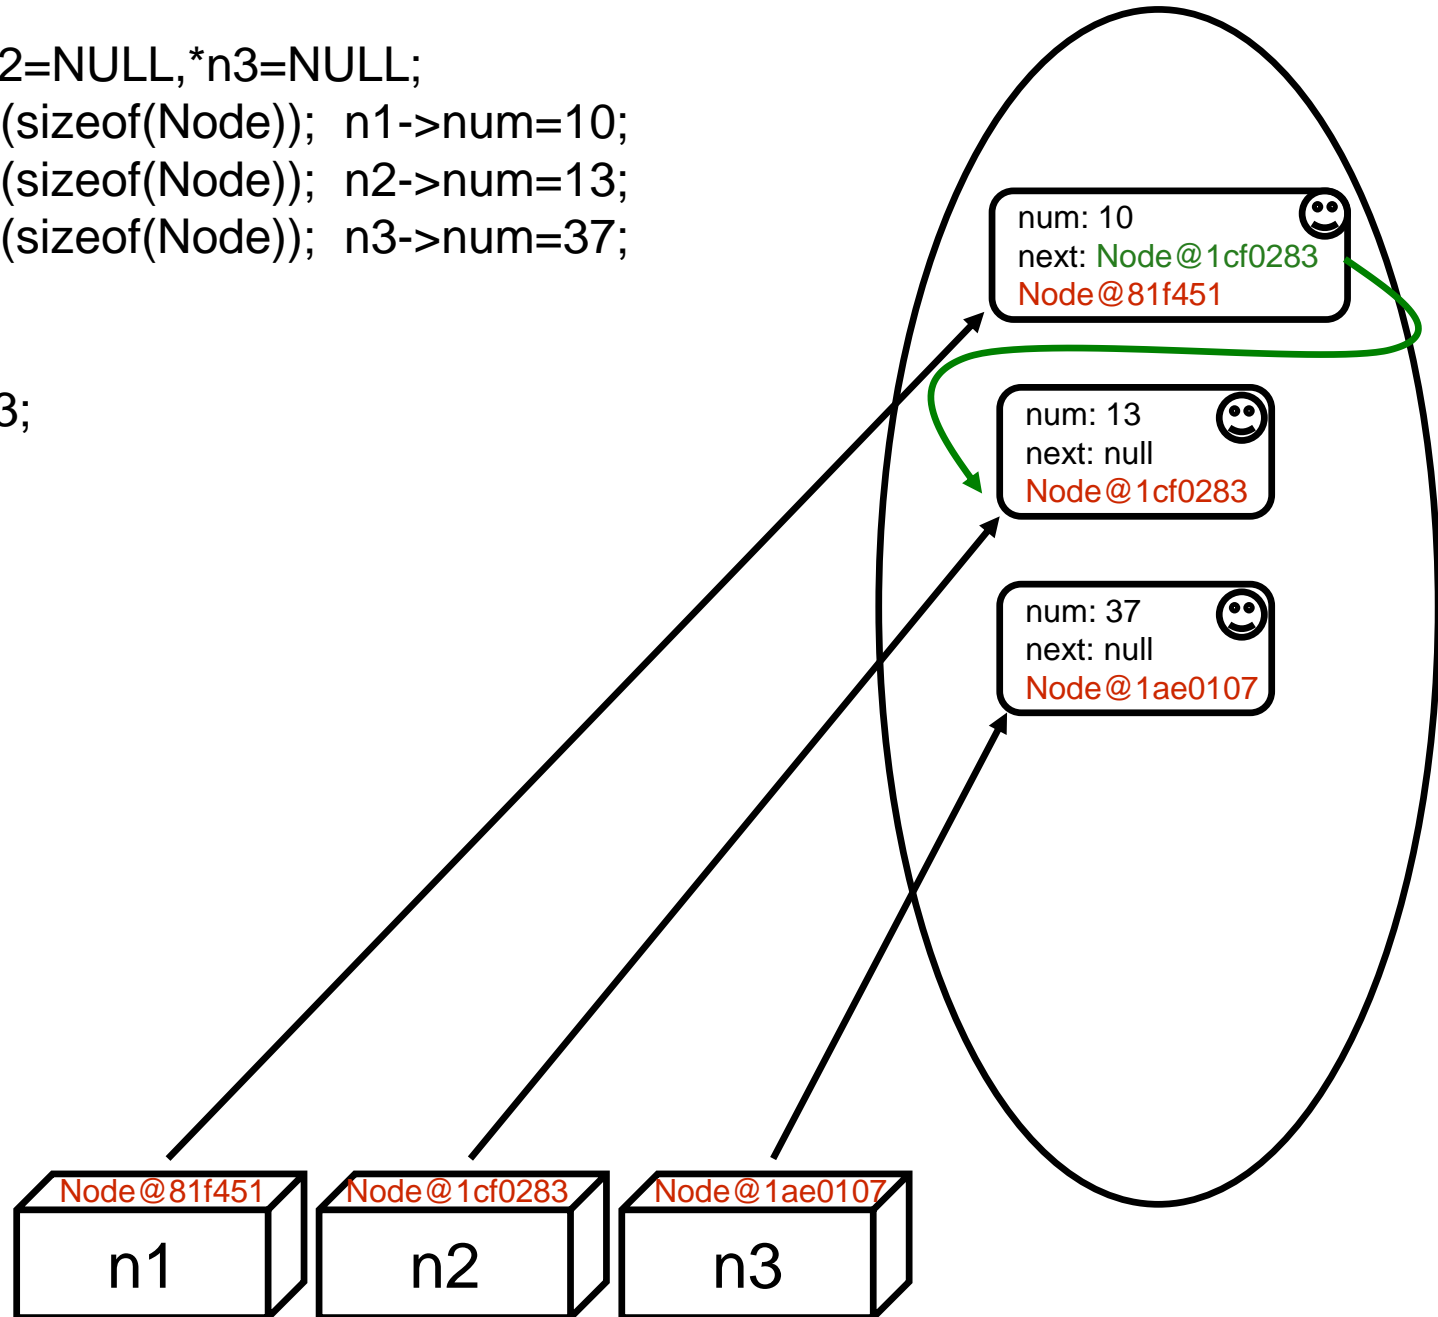 2=NULL,*n3=NULL;
(sizeof(Node)); n1->num=10;
(sizeof(Node)); n2->num=13;
(sizeof(Node)); n3->num=37;
3;
num: 10
next: Node@1cf0283
Node@81f451
num: 13
next: null
Node@1cf0283
num: 37
next: null
Node@1ae0107
Node@81f451
n1
Node@1cf0283
n2
Node@1ae0107
n3